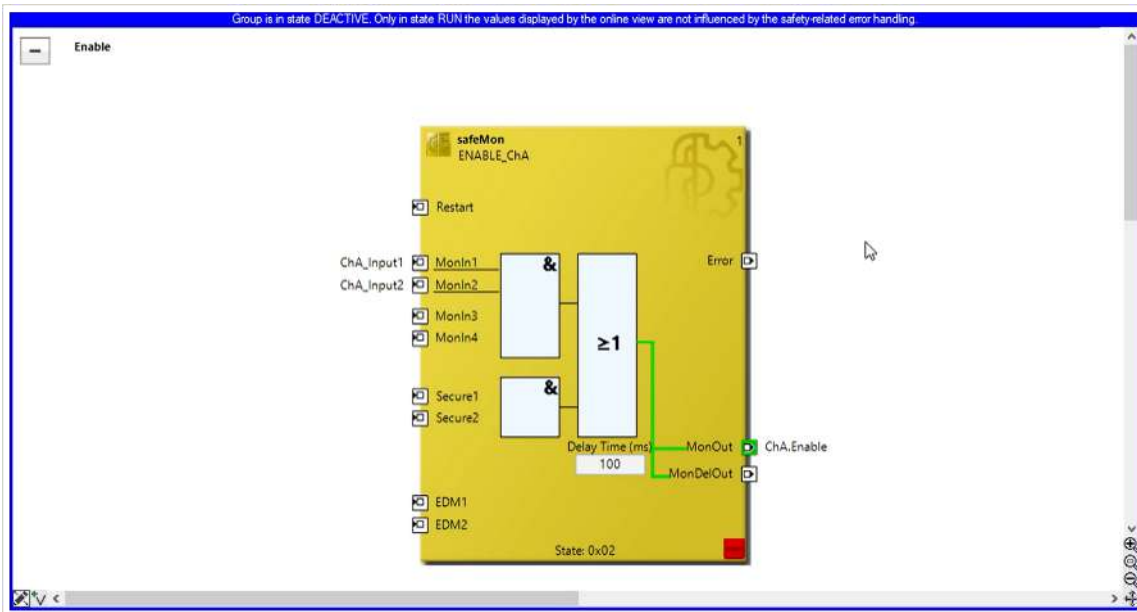 Group is in state DEACTIVE. Only in state RUN the values displayed by the online view are not influenced by the safety-related error handling.
Enable
safeMon
1
ENABLE_ChA
Restart
ChA_Input1 MonIn1 & Error
ChA_Input2 MonIn2
MonIn3
MonIn4 ≥1
Secure1 &
Secure2
Delay Time (ms) MonOut ChA.Enable
100 MonDelOut
EDM1
EDM2
State: 0x02